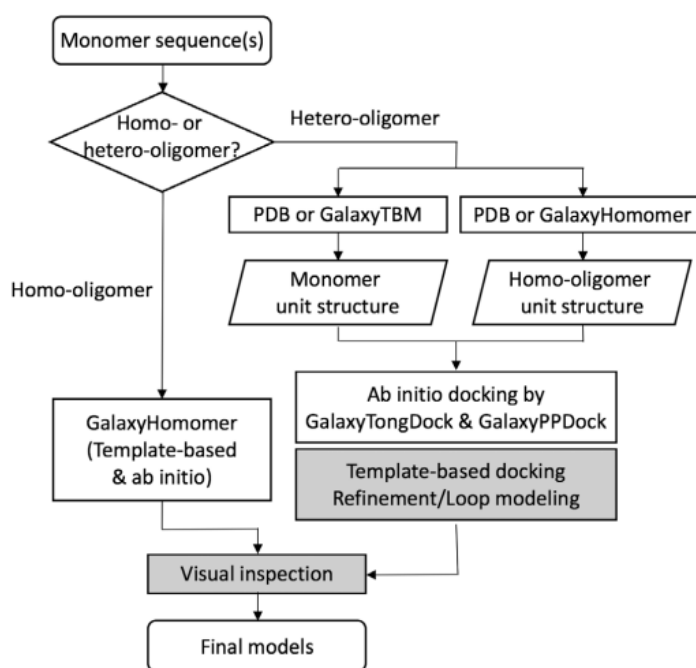 Monomer sequence(s)
Homo- or
hetero-oligomer?
Hetero-oligomer
PDB or GalaxyTBM
PDB or GalaxyHomomer
Monomer
unit structure
Homo-oligomer
unit structure
Homo-oligomer
Ab initio docking by
GalaxyTongDock & GalaxyPPDock
GalaxyHomomer
(Template-based
& ab initio)
Template-based docking
Refinement/Loop modeling
Visual inspection
Final models